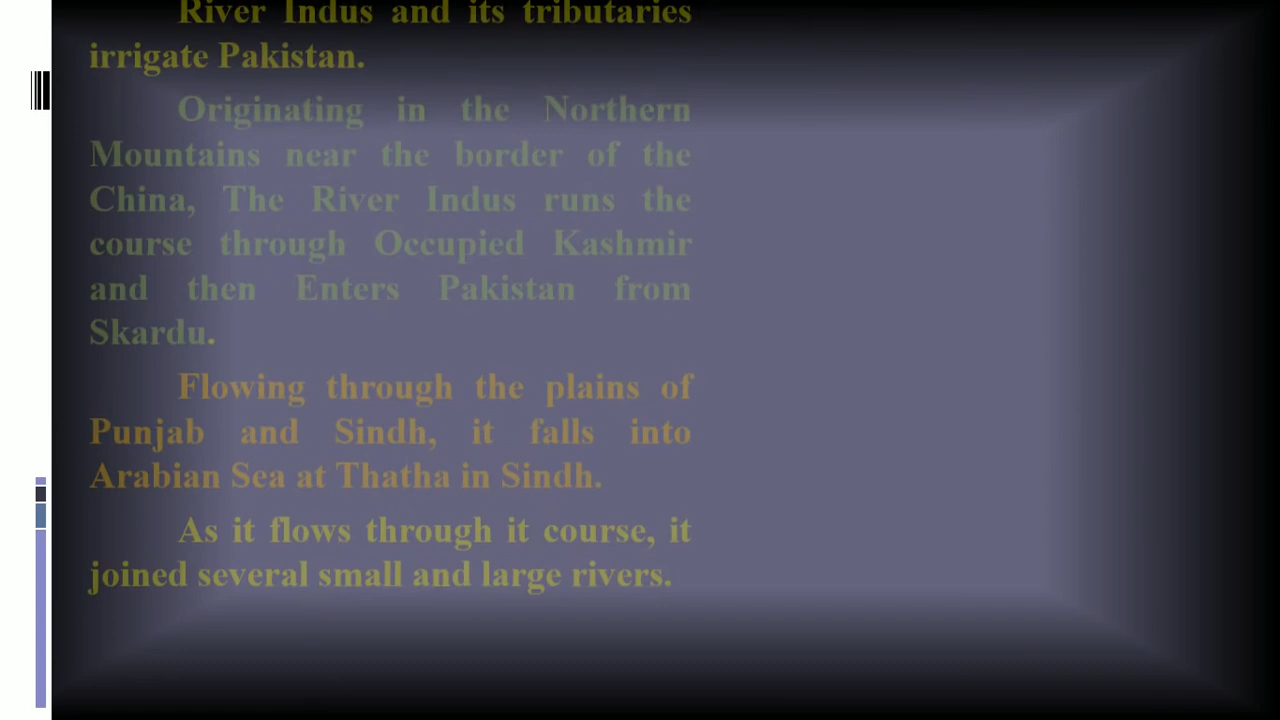 River Indus and its tributaries
irrigate Pakistan.
Originating in the Northern
Mountains near the border of the
China, The River Indus runs the
course through Occupied Kashmir
and then Enters Pakistan from
Skardu.
Flowing through the plains of
Punjab and Sindh, it falls into
Arabian Sea at Thatha in Sindh.
As it flows through it course, it
joined several small and large rivers.